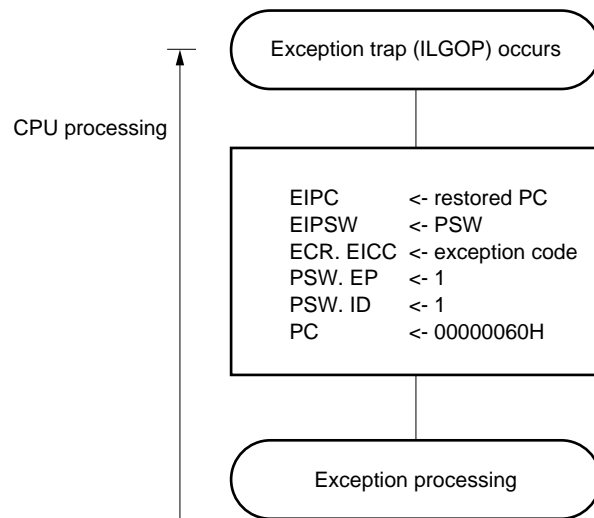 Exception trap (ILGOP) occurs
CPU processing
EIPC <- restored PC
EIPSW <- PSW
ECR. EICC <- exception code
PSW. EP <- 1
PSW. ID <- 1
PC <- 00000060H
Exception processing